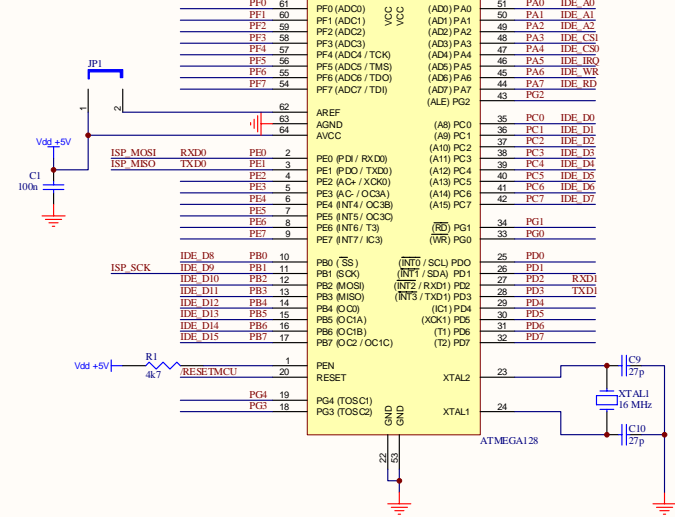 PF0 61 PF0 (ADC0) VCC VCC (AD0) PA0 51 PA0 IDE_A0
PF1 60 PF1 (ADC1) (AD1) PA1 50 PA1 IDE_A1
PF2 59 PF2 (ADC2) (AD2) PA2 49 PA2 IDE_A2
PF3 58 PF3 (ADC3) (AD3) PA3 48 PA3 IDE_CS1
PF4 57 PF4 (ADC4 / TCK) (AD4) PA4 47 PA4 IDE_CS0
JP1 PF5 56 PF5 (ADC5 / TMS) (AD5) PA5 46 PA5 IDE_IRQ
PF6 55 PF6 (ADC6 / TDO) (AD6) PA6 45 PA6 IDE_WR
PF7 54 PF7 (ADC7 / TDI) (AD7) PA7 44 PA7 IDE_RD
(ALE) PG2 43 PG2
1 2 62 AREF
63 AGND (A8) PC0 35 PC0 IDE_D0
64 AVCC (A9) PC1 36 PC1 IDE_D1
Vdd +5V (A10) PC2 37 PC2 IDE_D2
ISP_MOSI RXD0 PE0 2 PE0 (PDI / RXD0) (A11) PC3 38 PC3 IDE_D3
ISP_MISO TXD0 PE1 3 PE1 (PDO / TXD0) (A12) PC4 39 PC4 IDE_D4
C1 PE2 4 PE2 (AC+ / XCK0) (A13) PC5 40 PC5 IDE_D5
100n PE3 5 PE3 (AC- / OC3A) (A14) PC6 41 PC6 IDE_D6
PE4 6 PE4 (INT4 / OC3B) (A15) PC7 42 PC7 IDE_D7
PE5 7 PE5 (INT5 / OC3C)
PE6 8 PE6 (INT6 / T3) (RD) PG1 34 PG1
PE7 9 PE7 (INT7 / IC3) (WR) PG0 33 PG0
IDE_D8 PB0 10 PB0 (SS) (INT0 / SCL) PD0 25 PD0
ISP_SCK IDE_D9 PB1 11 PB1 (SCK) (INT1 / SDA) PD1 26 PD1
IDE_D10 PB2 12 PB2 (MOSI) (INT2 / RXD1) PD2 27 PD2 RXD1
IDE_D11 PB3 13 PB3 (MISO) (INT3 / TXD1) PD3 28 PD3 TXD1
IDE_D12 PB4 14 PB4 (OC0) (IC1) PD4 29 PD4
IDE_D13 PB5 15 PB5 (OC1A) (XCK1) PD5 30 PD5
IDE_D14 PB6 16 PB6 (OC1B) (T1) PD6 31 PD6
IDE_D15 PB7 17 PB7 (OC2 / OC1C) (T2) PD7 32 PD7
Vdd +5V R1 1 PEN C9
4k7 /RESETMCU 20 RESET XTAL2 23 27p
PG4 19 PG4 (TOSC1) XTAL1
PG3 18 PG3 (TOSC2) XTAL1 24 16 MHz
GND GND C10
ATMEGA128 27p
22 53